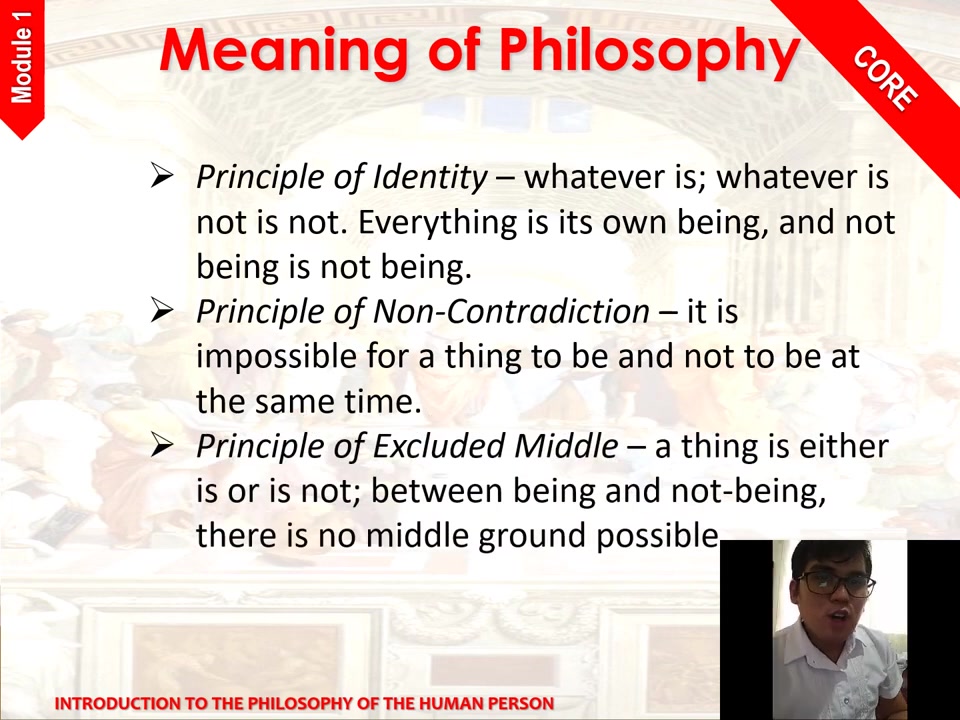 Module 1
Meaning of Philosophy
CORE
➢ Principle of Identity – whatever is; whatever is
not is not. Everything is its own being, and not
being is not being.
➢ Principle of Non-Contradiction – it is
impossible for a thing to be and not to be at
the same time.
➢ Principle of Excluded Middle – a thing is either
is or is not; between being and not-being,
there is no middle ground possible
INTRODUCTION TO THE PHILOSOPHY OF THE HUMAN PERSON